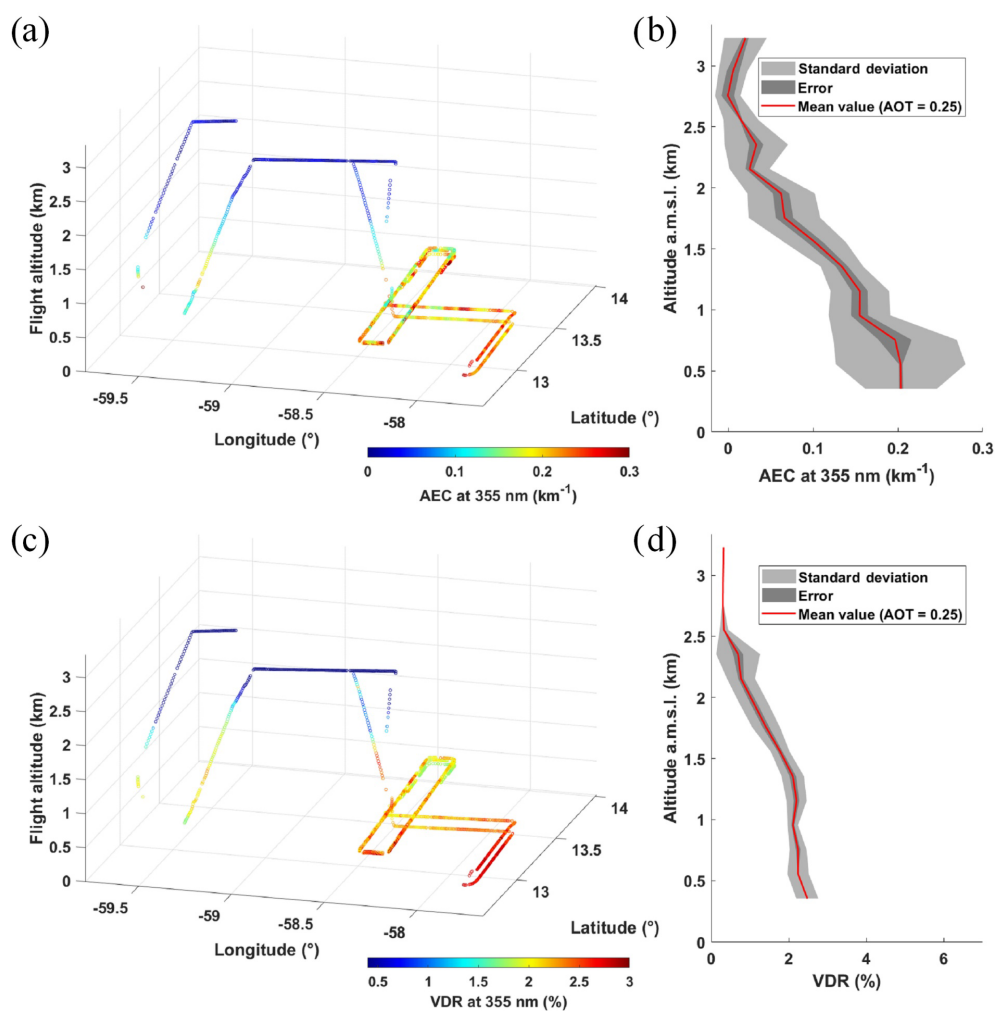 (a)
3
2.5
2
1.5
1
0.5
0
Flight altitude (km)
-59.5
-59
-58.5
-58
Longitude (°)
13
13.5
14
Latitude (°)
0
0.1
0.2
0.3
AEC at 355 nm (km⁻¹)
(b)
Standard deviation
Error
Mean value (AOT = 0.25)
3
2.5
2
1.5
1
0.5
0
Altitude a.m.s.l. (km)
0
0.1
0.2
0.3
AEC at 355 nm (km⁻¹)
(c)
3
2.5
2
1.5
1
0.5
0
Flight altitude (km)
-59.5
-59
-58.5
-58
Longitude (°)
13
13.5
14
Latitude (°)
0.5
1
1.5
2
2.5
3
VDR at 355 nm (%)
(d)
Standard deviation
Error
Mean value (AOT = 0.25)
3
2.5
2
1.5
1
0.5
0
Altitude a.m.s.l. (km)
0
2
4
6
VDR (%)